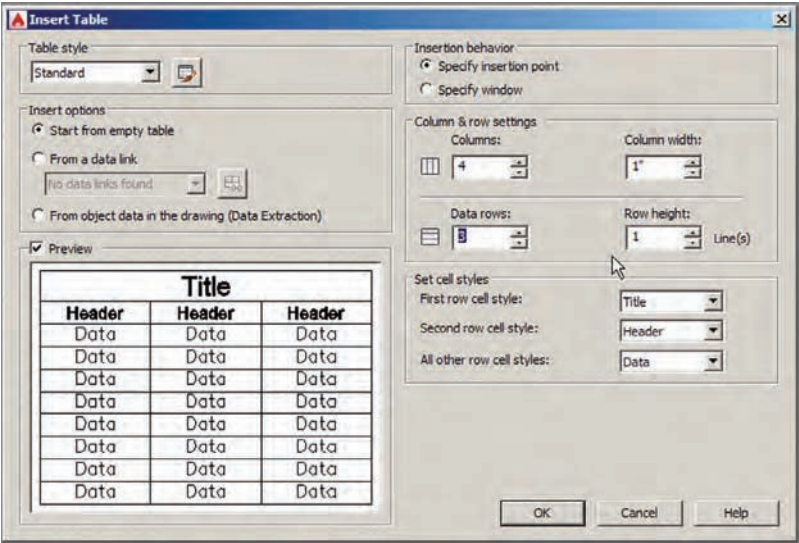 Insert Table
Table style
Standard
Insert options
Start from empty table
From a data link
No data links found
From object data in the drawing (Data Extraction)
Preview
Title
Header Header Header
Data Data Data
Data Data Data
Data Data Data
Data Data Data
Data Data Data
Data Data Data
Data Data Data
Data Data Data
Insertion behavior
Specify insertion point
Specify window
Column & row settings
Columns: Column width:
4 1"
Data rows: Row height:
3 1 Line(s)
Set cell styles
First row cell style: Title
Second row cell style: Header
All other row cell styles: Data
OK Cancel Help